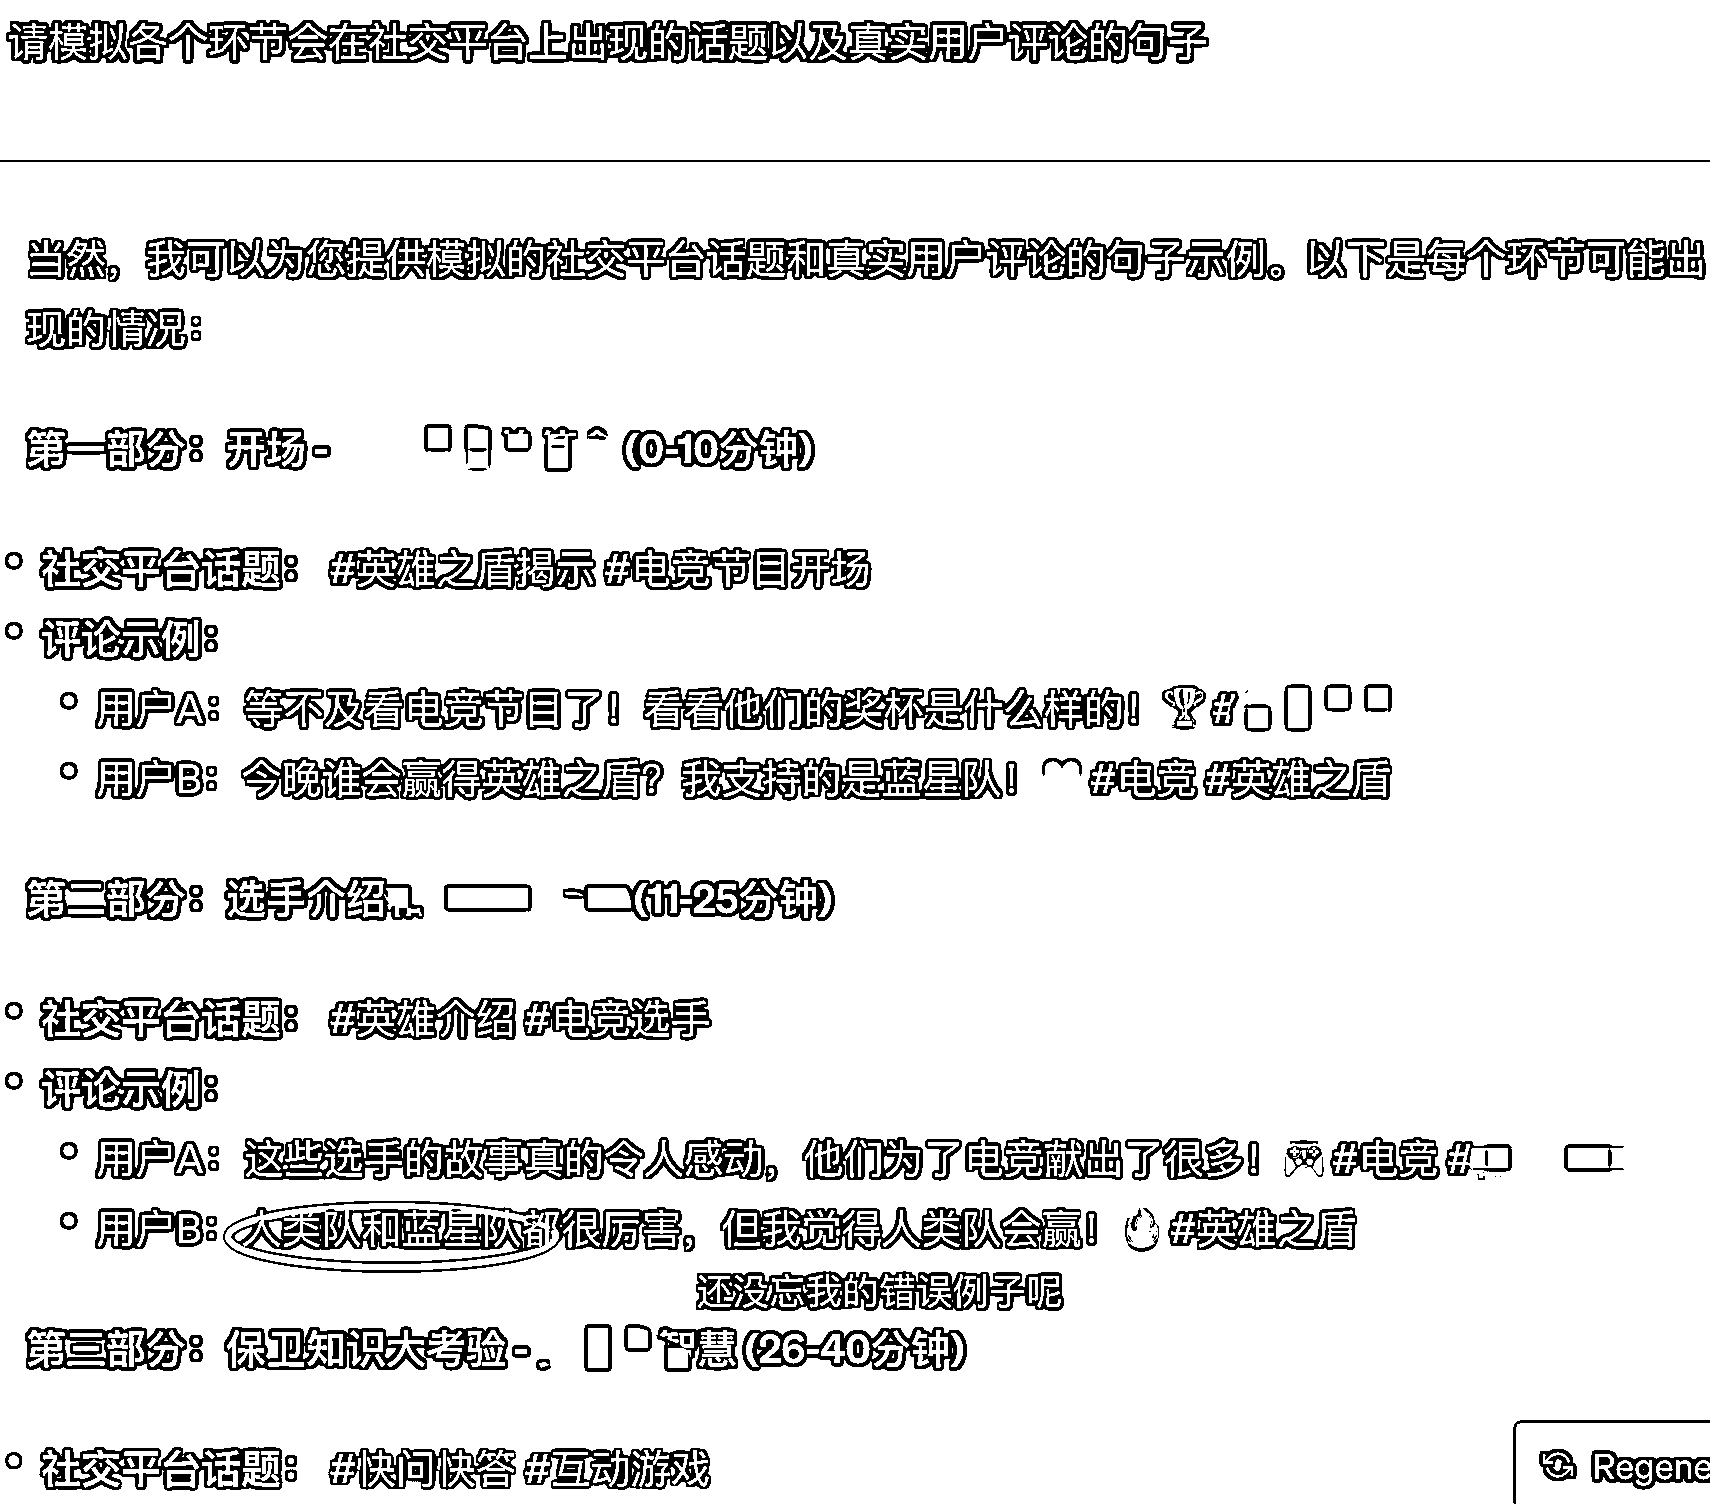 请模拟各个环节会在社交平台上出现的话题以及真实用户评论的句子
当然，我可以为您提供模拟的社交平台话题和真实用户评论的句子示例。以下是每个环节可能出
现的情况：
第一部分：开场 - (0-10分钟)
社交平台话题： #英雄之盾揭示 #电竞节目开场
评论示例：
用户A：等不及看电竞节目了！看看他们的奖杯是什么样的！🏆 #
用户B：今晚谁会赢得英雄之盾？我支持的是蓝星队！ #电竞 #英雄之盾
第二部分：选手介绍 (11-25分钟)
社交平台话题： #英雄介绍 #电竞选手
评论示例：
用户A：这些选手的故事真的令人感动，他们为了电竞献出了很多！🎮 #电竞 #
用户B：人类队和蓝星队都很厉害，但我觉得人类队会赢！🔥 #英雄之盾
还没忘我的错误例子呢
第三部分：保卫知识大考验 - 智慧 (26-40分钟)
社交平台话题： #快问快答 #互动游戏
Regene